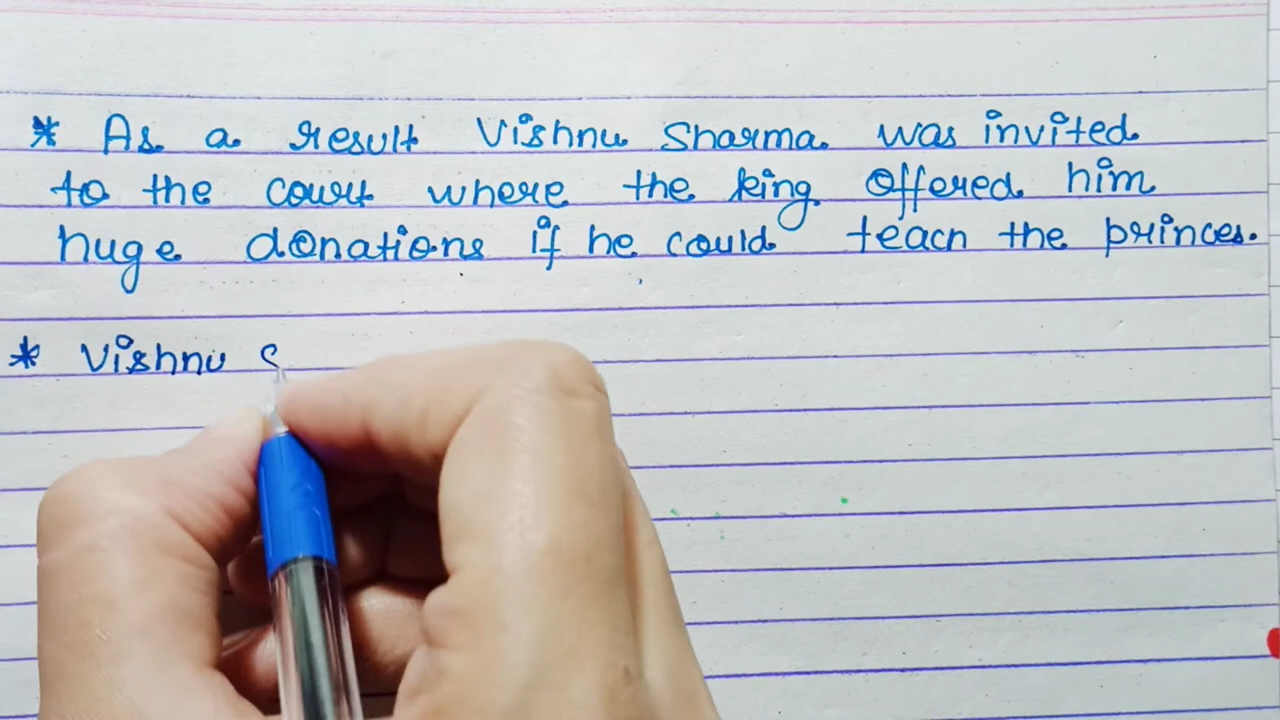 * As a result Vishnu Sharma was invited
to the court where the king offered him
huge donations if he could teach the princes.
* Vishnu S